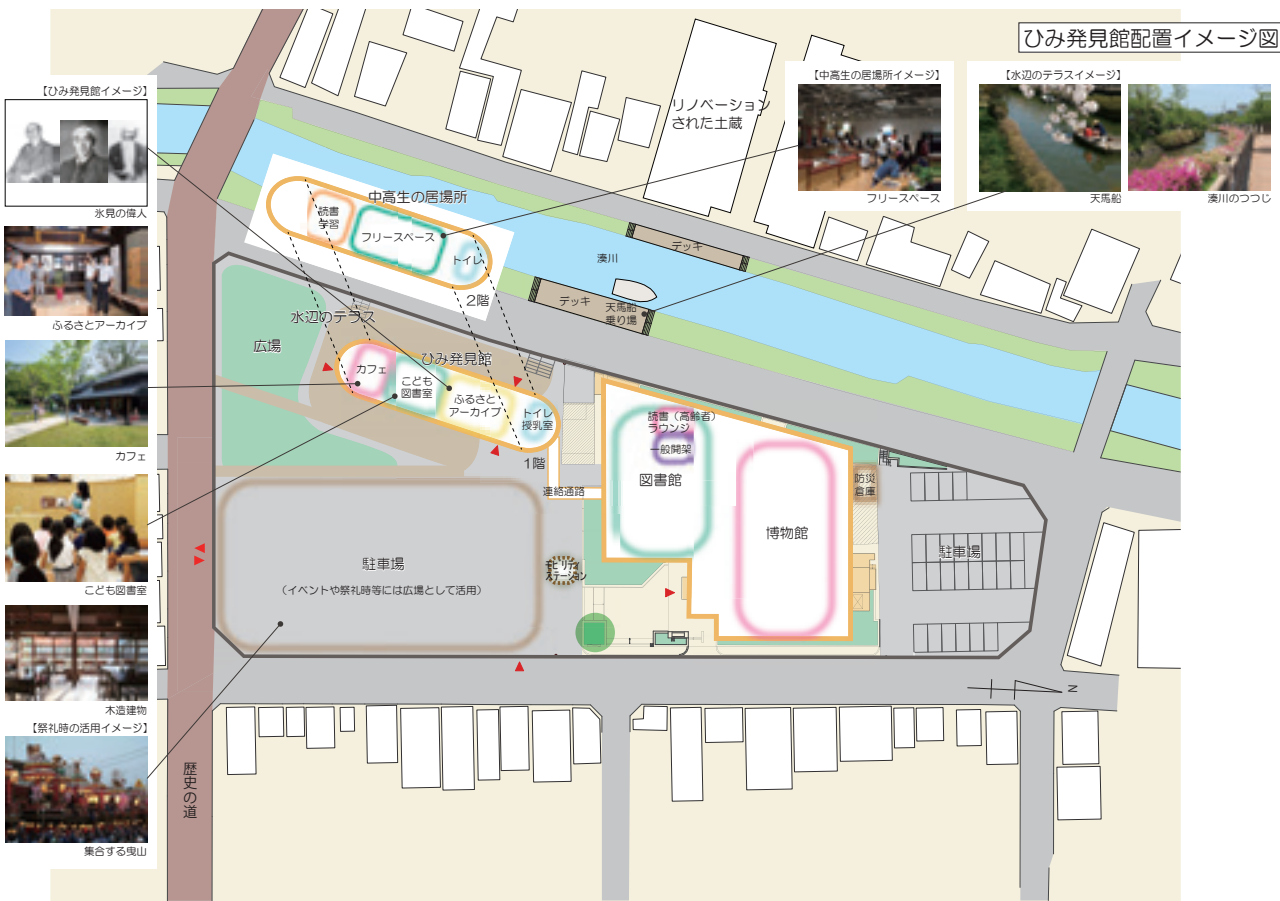 ひみ発見館配置イメージ図
【ひみ発見館イメージ】
氷見の偉人
ふるさとアーカイブ
カフェ
こども図書室
木造建物
【祭礼時の活用イメージ】
集合する曳山
【中高生の居場所イメージ】
フリースペース
【水辺のテラスイメージ】
天馬船
湊川のつつじ
リノベーション
された土蔵
中高生の居場所
読書
学習
フリースペース
トイレ
2階
湊川
デッキ
デッキ
天馬船
乗り場
水辺のテラス
広場
ひみ発見館
カフェ
こども
図書室
ふるさと
アーカイブ
トイレ
授乳室
1階
連絡通路
読書（高齢者）
ラウンジ
一般開架
図書館
博物館
防災
倉庫
駐車場
駐車場
（イベントや祭礼時等には広場として活用）
モビリティ
ステーション
N
歴史の道